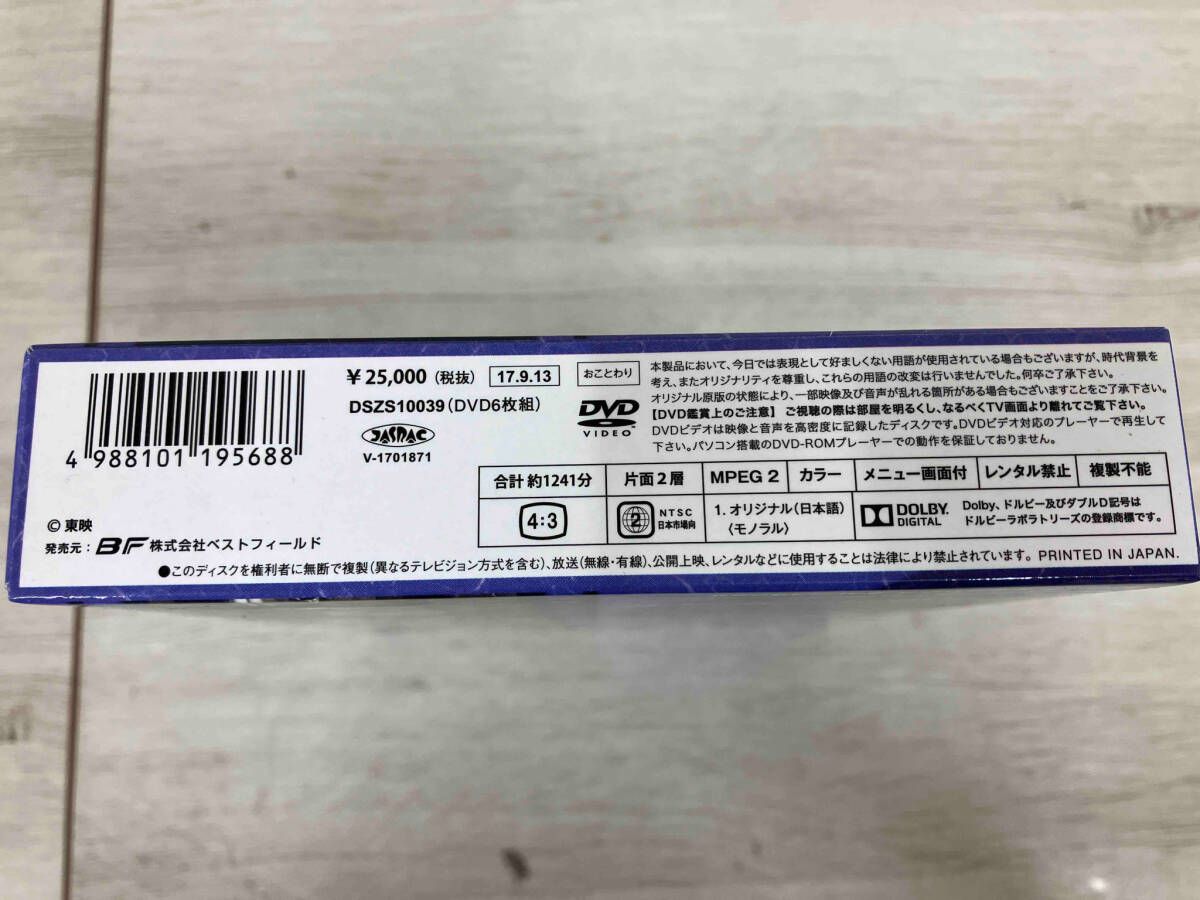 4 988101 195688
￥25,000 (税抜) 17.9.13
DSZS10039(DVD6枚組)
JASRAC
V-1701871
おことわり
DVD
VIDEO
本製品において、今日では表現として好ましくない用語が使用されている場合もございますが、時代背景を
考え、またオリジナリティを尊重し、これらの用語の改変は行いませんでした。何卒ご了承下さい。
オリジナル原版の状態により、一部映像及び音声が乱れる箇所がある場合もございますことをご了承下さい。
【DVD鑑賞上のご注意】 ご視聴の際は部屋を明るくし、なるべくTV画面より離れてご覧下さい。
DVDビデオは映像と音声を高密度に記録したディスクです。DVDビデオ対応のプレーヤーで再生して
下さい。パソコン搭載のDVD-ROMプレーヤーでの動作を保証しておりません。
合計 約1241分 片面2層 MPEG 2 カラー メニュー画面付 レンタル禁止 複製不能
4:3
2
NTSC
日本市場向
1. オリジナル(日本語)
〈モノラル〉
DOLBY
DIGITAL
Dolby、ドルビー及びダブルD記号は
ドルビーラボラトリーズの登録商標です。
©東映
発売元: BF 株式会社ベストフィールド
●このディスクを権利者に無断で複製(異なるテレビジョン方式を含む)、放送(無線・有線)、公開上映、レンタルなどに使用することは法律により禁止されています。 PRINTED IN JAPAN.